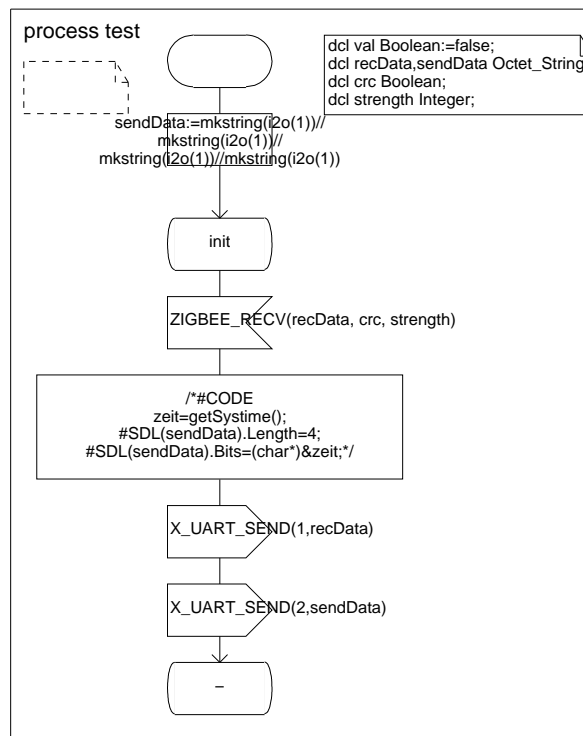 process test
dcl val Boolean:=false;
dcl recData,sendData Octet_String
dcl crc Boolean;
dcl strength Integer;
sendData:=mkstring(i2o(1))//
mkstring(i2o(1))//
mkstring(i2o(1))//mkstring(i2o(1))
init
ZIGBEE_RECV(recData, crc, strength)
/*#CODE
zeit=getSystime();
#SDL(sendData).Length=4;
#SDL(sendData).Bits=(char*)&zeit;*/
X_UART_SEND(1,recData)
X_UART_SEND(2,sendData)
–